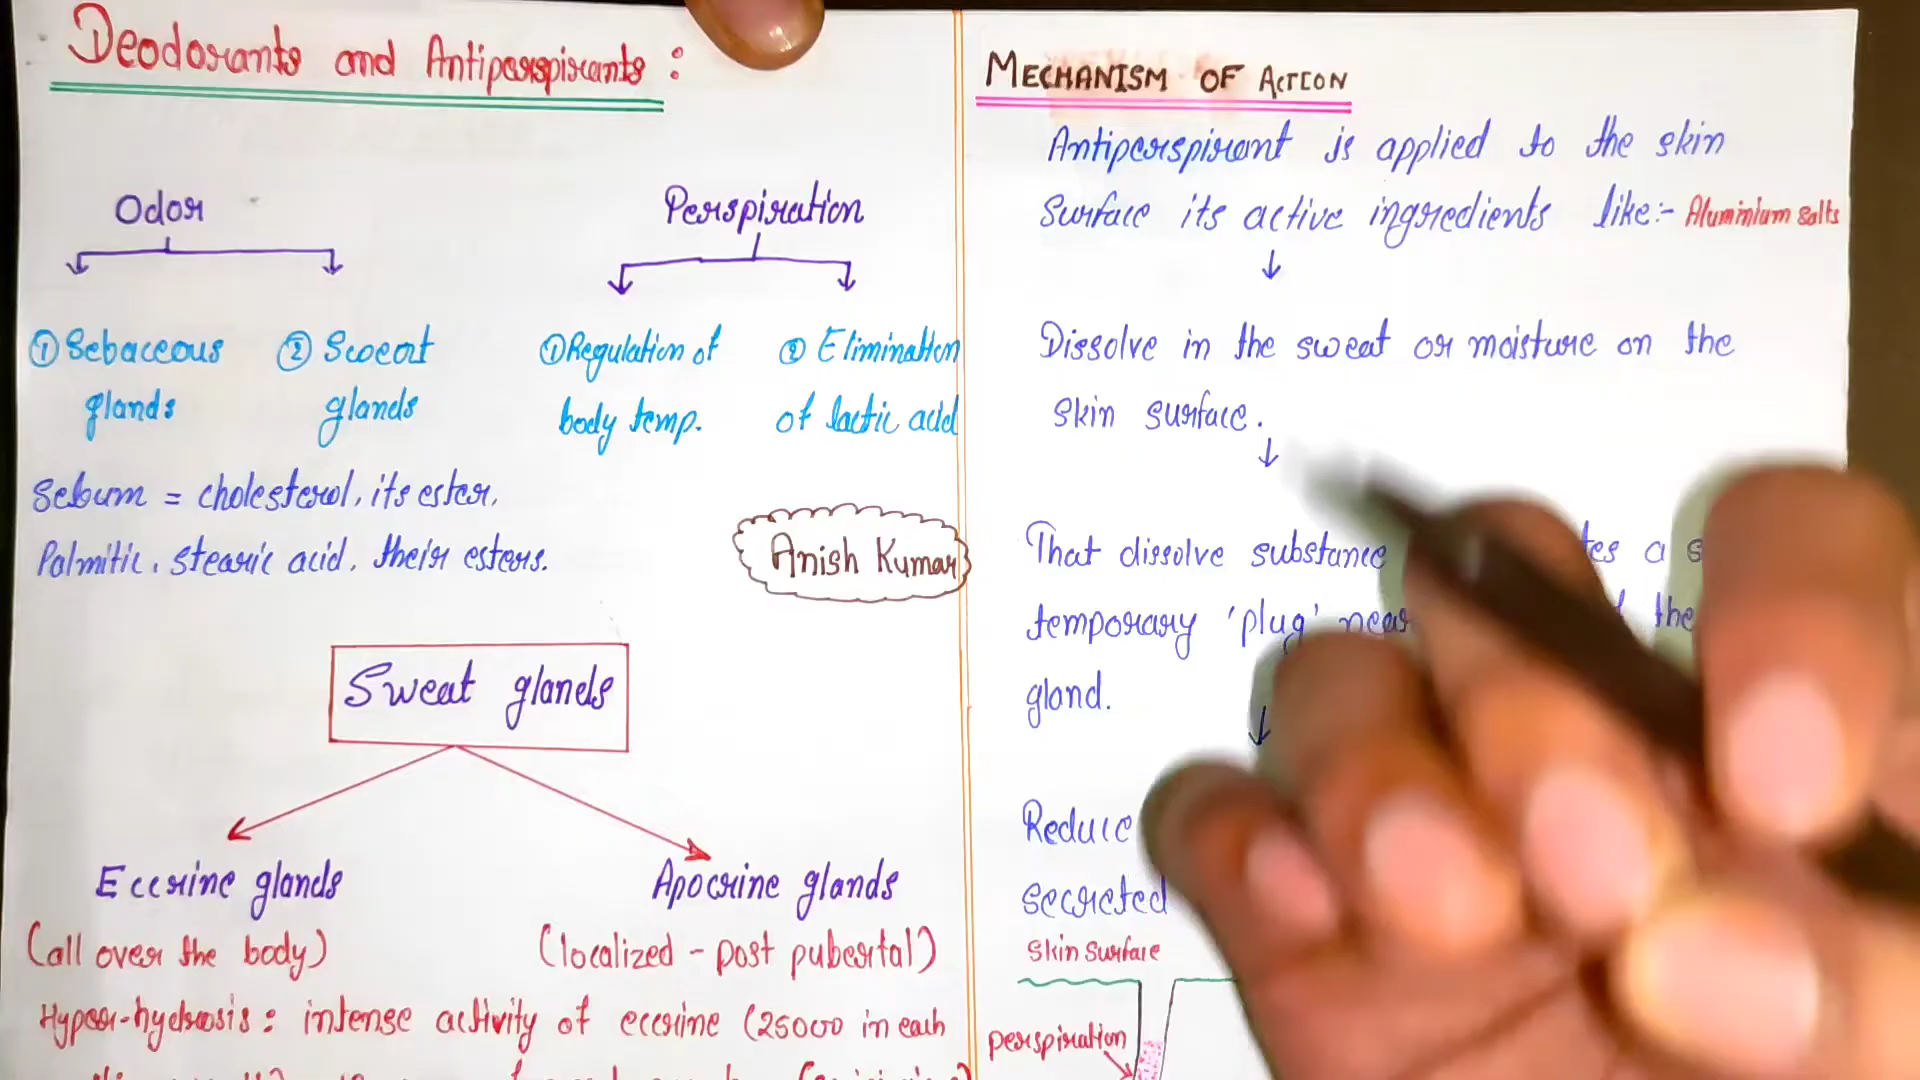 Deodorants and Antiperspirants :
Odor
Perspiration
① Sebaceous glands
② Sweat glands
① Regulation of body temp.
② Elimination of lactic acid
Sebum = cholesterol, its ester,
Palmitic, stearic acid, their esters.
Anish Kumar
Sweat glands
Eccrine glands
(all over the body)
Apocrine glands
(localized - post pubertal)
Hyper-hydrosis : intense activity of eccrine (25000 in each
MECHANISM OF ACTION
Antiperspirant is applied to the skin
surface its active ingredients like:- Aluminium salts
↓
Dissolve in the sweat or moisture on the
skin surface.
↓
That dissolve substance a
temporary 'plug' near the
gland.
↓
Reduce
secreted
skin surface
perspiration